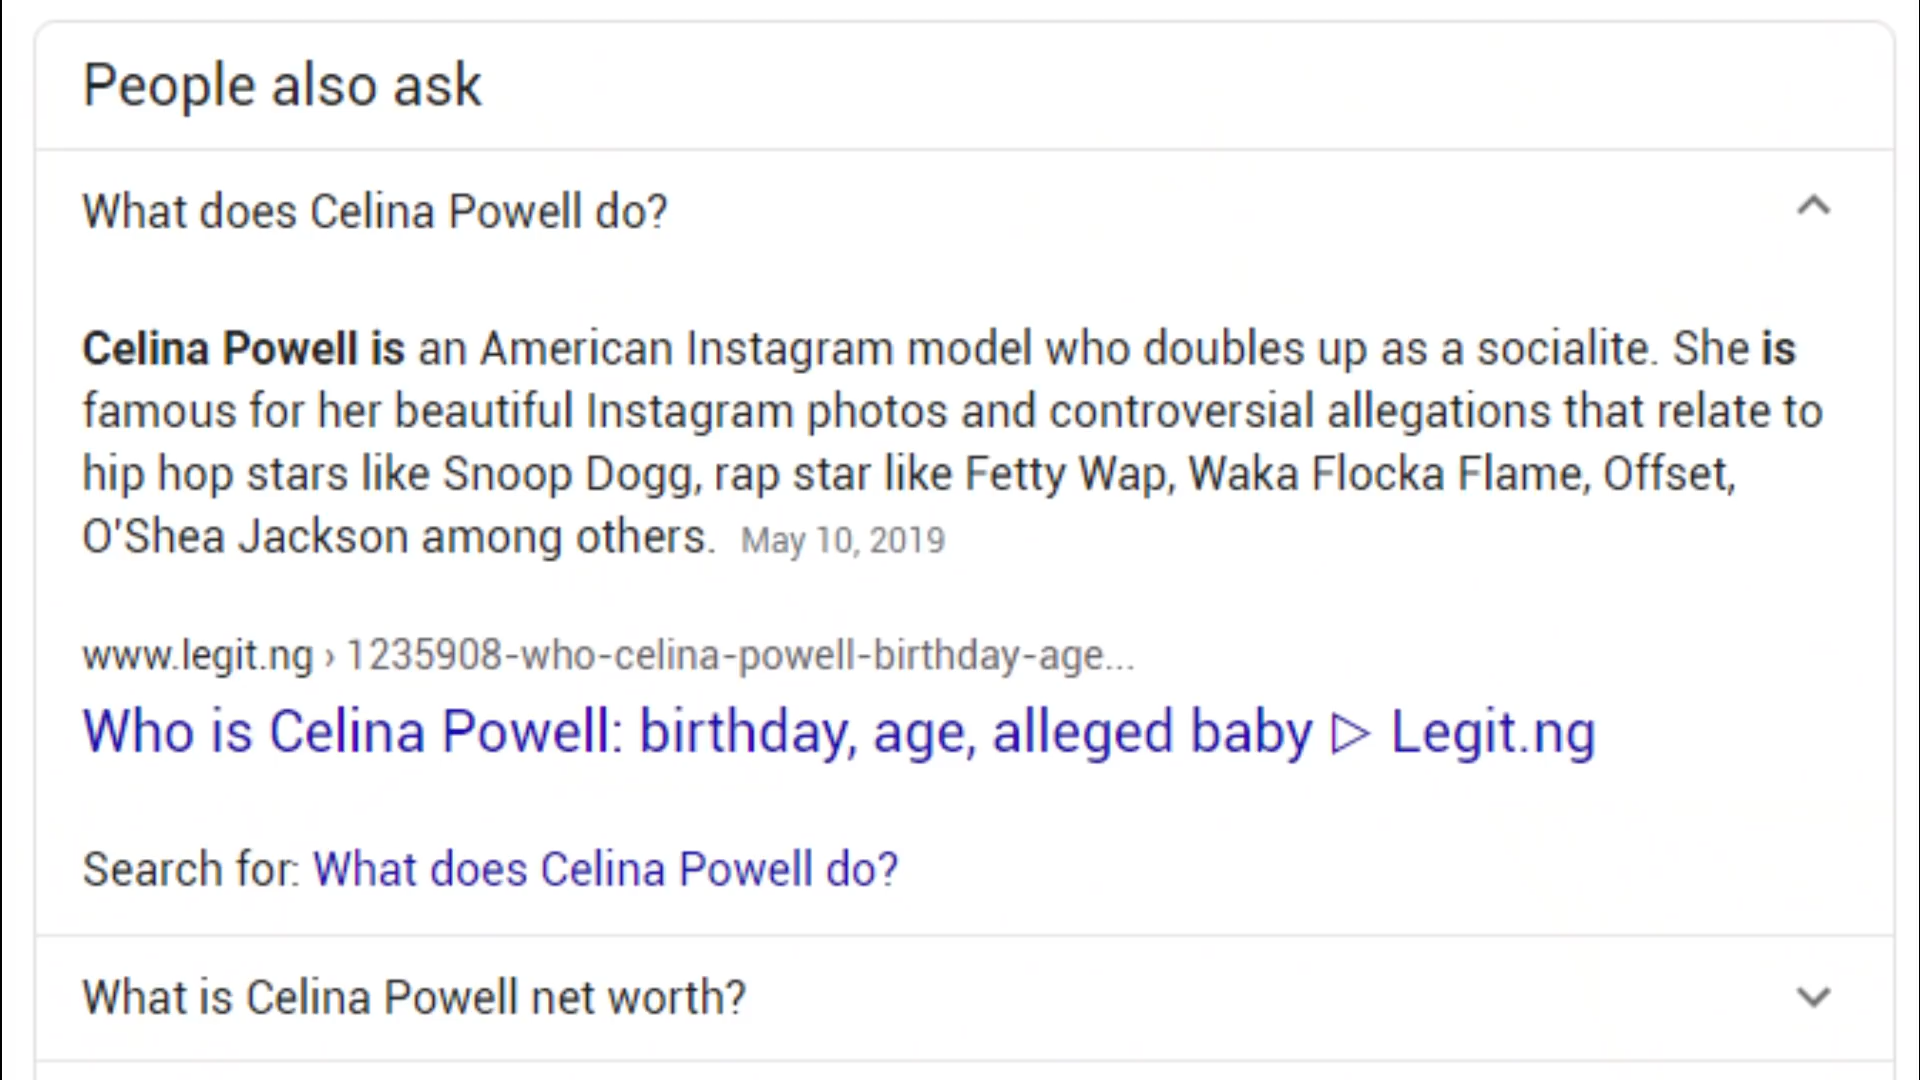 People also ask
What does Celina Powell do?
Celina Powell is an American Instagram model who doubles up as a socialite. She is
famous for her beautiful Instagram photos and controversial allegations that relate to
hip hop stars like Snoop Dogg, rap star like Fetty Wap, Waka Flocka Flame, Offset,
O'Shea Jackson among others. May 10, 2019
www.legit.ng › 1235908-who-celina-powell-birthday-age...
Who is Celina Powell: birthday, age, alleged baby ▷ Legit.ng
Search for: What does Celina Powell do?
What is Celina Powell net worth?